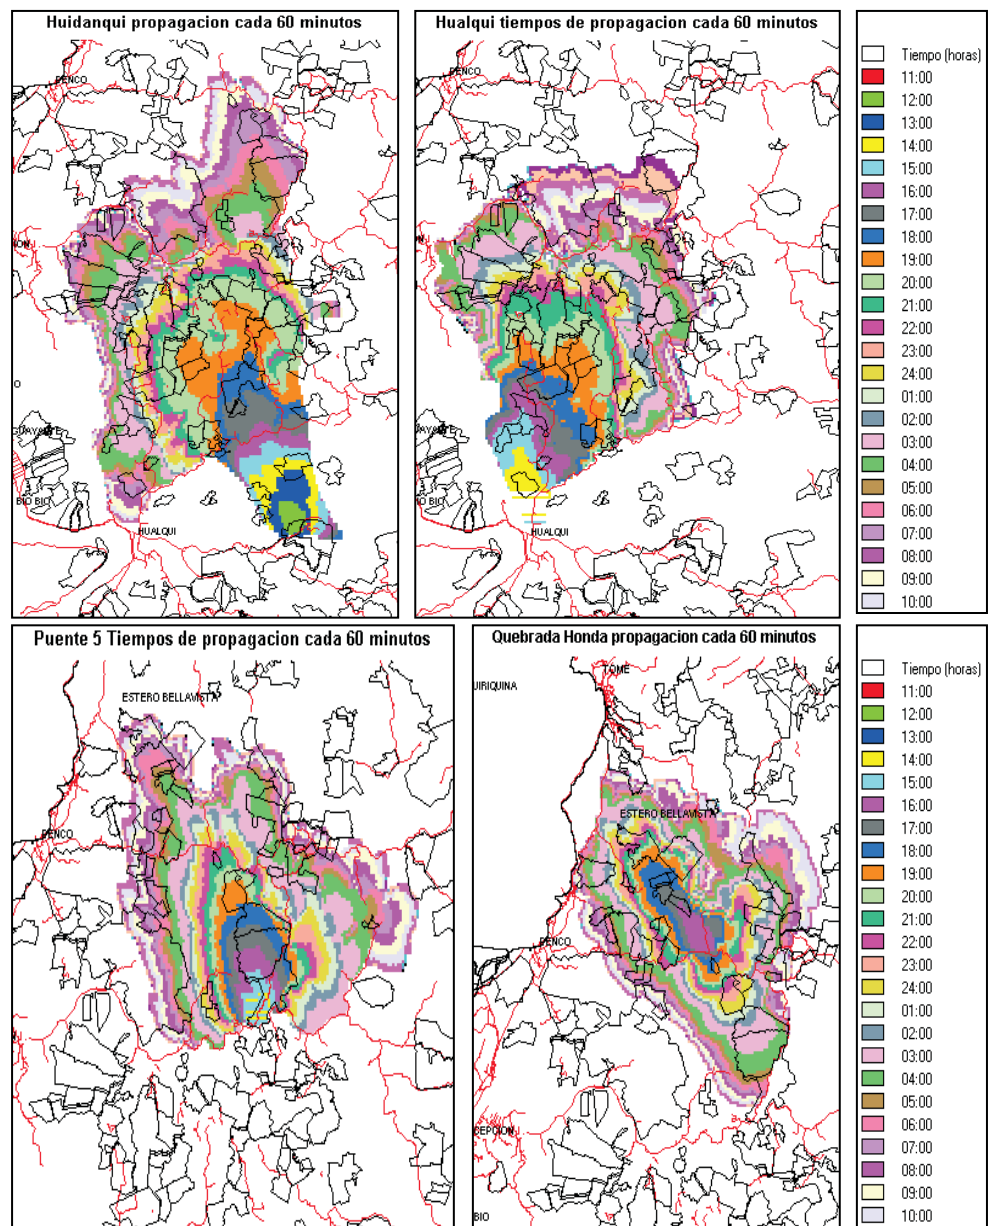 Huidanqui propagacion cada 60 minutos
PENCO
HUALQUI
BIO BIO
Hualqui tiempos de propagacion cada 60 minutos
PENCO
HUALQUI
Tiempo (horas)
11:00
12:00
13:00
14:00
15:00
16:00
17:00
18:00
19:00
20:00
21:00
22:00
23:00
24:00
01:00
02:00
03:00
04:00
05:00
06:00
07:00
08:00
09:00
10:00
Puente 5 Tiempos de propagacion cada 60 minutos
ESTERO BELLAVISTA
PENCO
Quebrada Honda propagacion cada 60 minutos
TOME
UIRIQUINA
ESTERO BELLAVISTA
PENCO
CEPCION
BIO
Tiempo (horas)
11:00
12:00
13:00
14:00
15:00
16:00
17:00
18:00
19:00
20:00
21:00
22:00
23:00
24:00
01:00
02:00
03:00
04:00
05:00
06:00
07:00
08:00
09:00
10:00